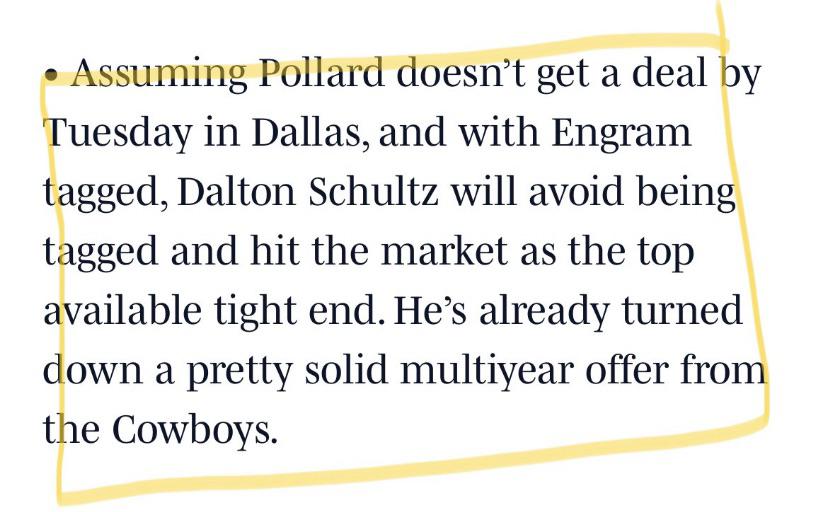 • Assuming Pollard doesn’t get a deal by
Tuesday in Dallas, and with Engram
tagged, Dalton Schultz will avoid being
tagged and hit the market as the top
available tight end. He’s already turned
down a pretty solid multiyear offer from
the Cowboys.